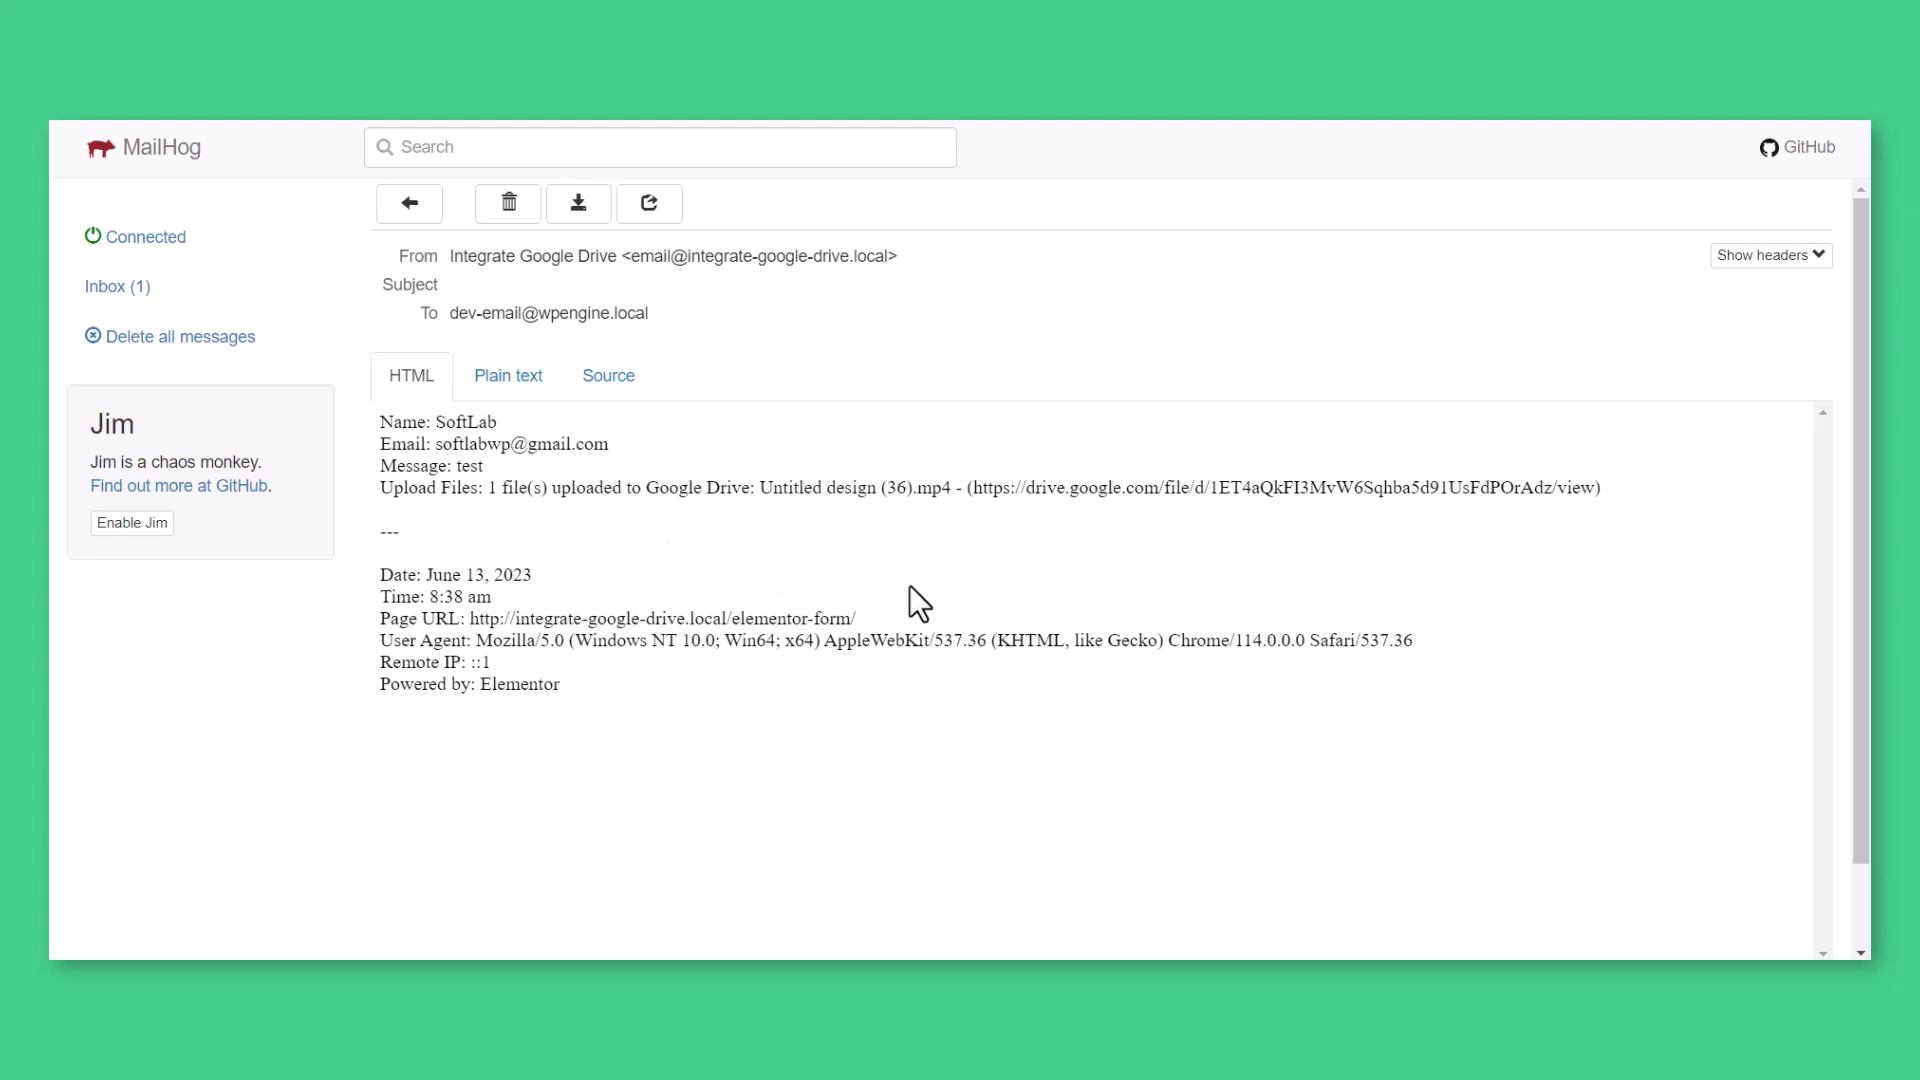 MailHog
Search
GitHub
Connected
Inbox (1)
Delete all messages
Jim
Jim is a chaos monkey.
Find out more at GitHub.
Enable Jim
From Integrate Google Drive <email@integrate-google-drive.local>
Show headers
Subject
To dev-email@wpengine.local
HTML Plain text Source
Name: SoftLab
Email: softlabwp@gmail.com
Message: test
Upload Files: 1 file(s) uploaded to Google Drive: Untitled design (36).mp4 - (https://drive.google.com/file/d/1ET4aQkFI3MvW6Sqhba5d91UsFdPOrAdz/view)
---
Date: June 13, 2023
Time: 8:38 am
Page URL: http://integrate-google-drive.local/elementor-form/
User Agent: Mozilla/5.0 (Windows NT 10.0; Win64; x64) AppleWebKit/537.36 (KHTML, like Gecko) Chrome/114.0.0.0 Safari/537.36
Remote IP: ::1
Powered by: Elementor